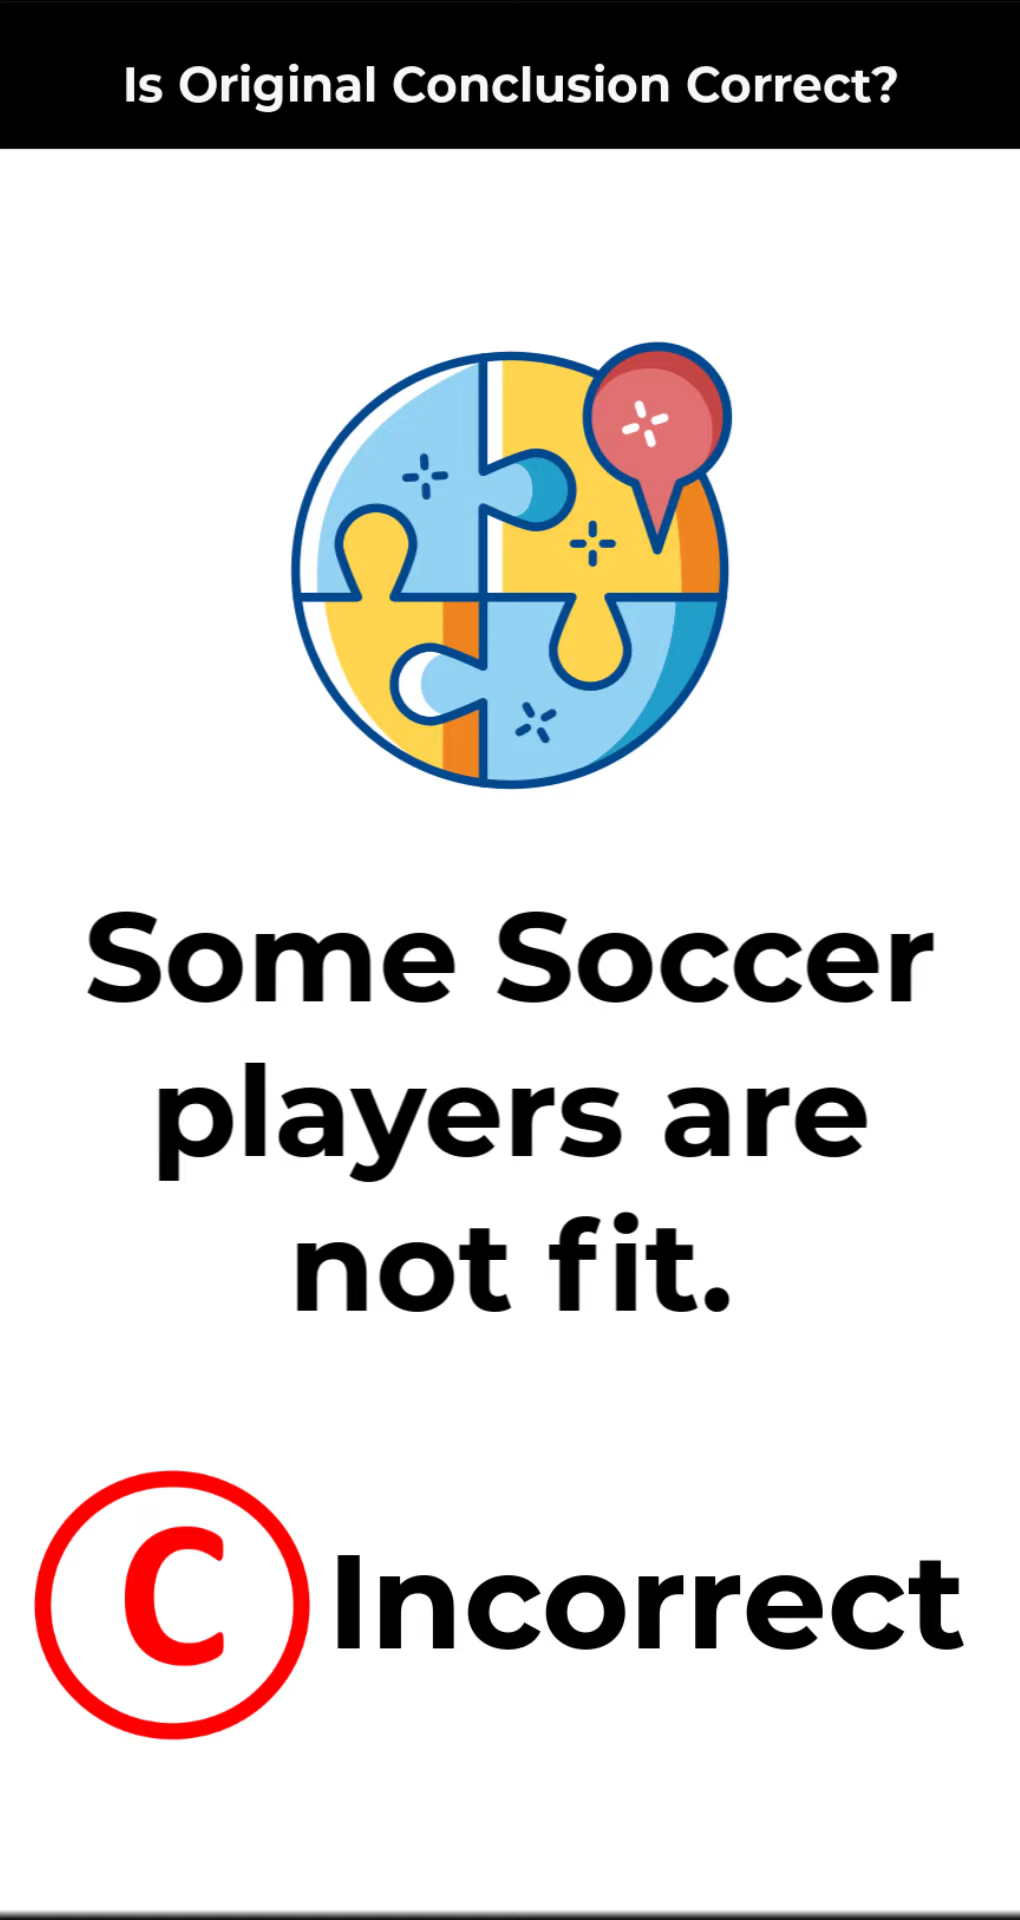 Is Original Conclusion Correct?
Some Soccer
players are
not fit.
C Incorrect